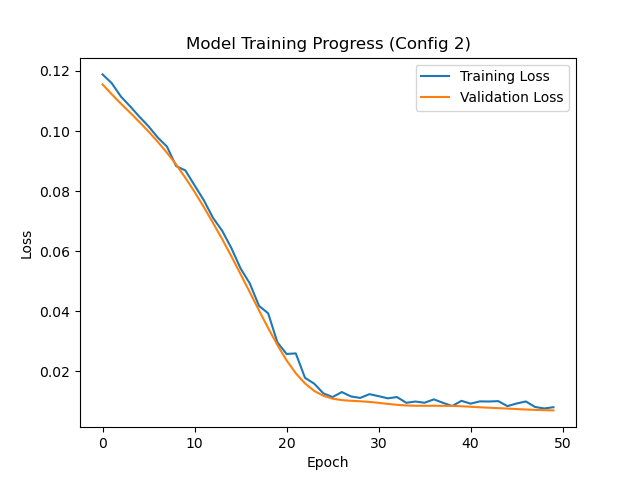 Model Training Progress (Config 2)
Training Loss
Validation Loss
0.12
0.10
0.08
0.06
0.04
0.02
Loss
0 10 20 30 40 50
Epoch